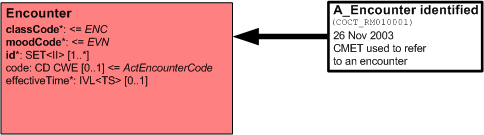 Encounter
classCode*: <= ENC
moodCode*: <= EVN
id*: SET<II> [1..*]
code: CD CWE [0..1] <= ActEncounterCode
effectiveTime*: IVL<TS> [0..1]
A_Encounter identified
(COCT_RM010001)
26 Nov 2003
CMET used to refer
to an encounter